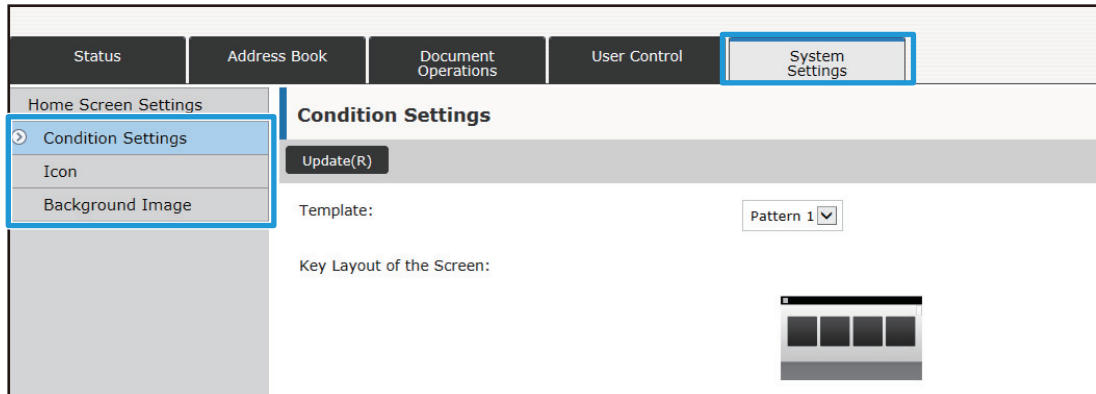 Status
Address Book
Document
Operations
User Control
System
Settings
Home Screen Settings
Condition Settings
Icon
Background Image
Condition Settings
Update(R)
Template:
Pattern 1
Key Layout of the Screen: